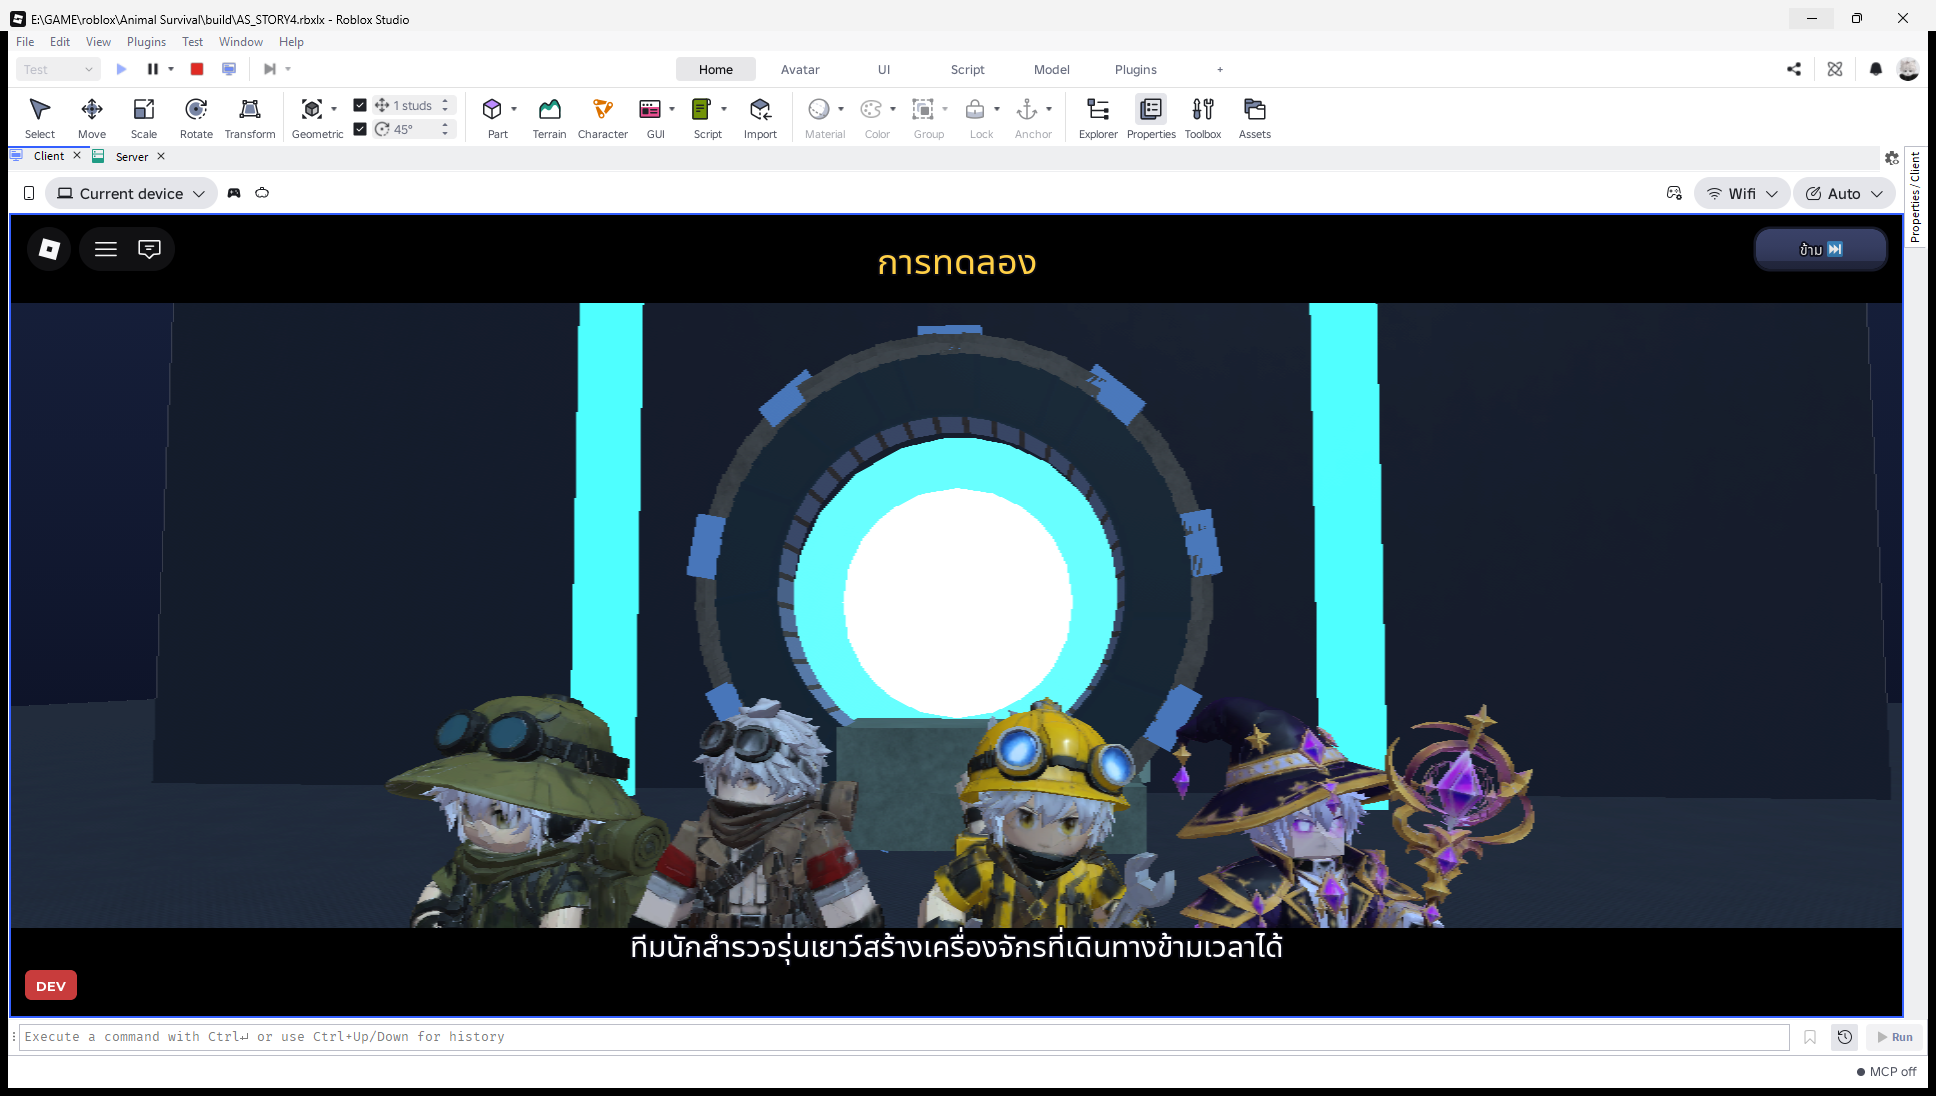 E:\GAME\roblox\Animal Survival\build\AS_STORY4.rbxlx - Roblox Studio
File Edit View Plugins Test Window Help
Test Home Avatar UI Script Model Plugins +
1 studs
45°
Select Move Scale Rotate Transform Geometric Part Terrain Character GUI Script Import Material Color Group Lock Anchor Explorer Properties Toolbox Assets
Client Server
Properties / Client
Current device Wifi Auto
การทดลอง
ข้าม
ทีมนักสำรวจรุ่นเยาว์สร้างเครื่องจักรที่เดินทางข้ามเวลาได้
DEV
Execute a command with Ctrl↵ or use Ctrl+Up/Down for history
Run
MCP off